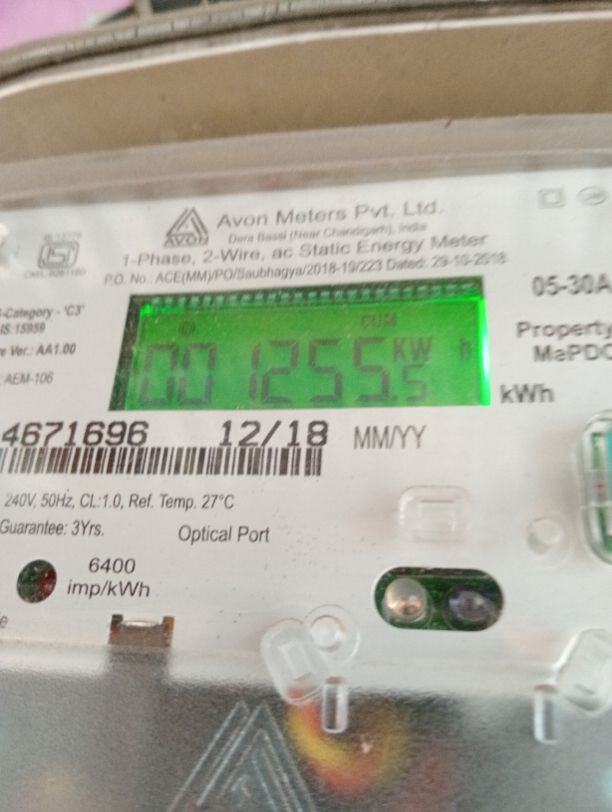 Avon Meters Pvt. Ltd.
AVON
Dera Bassi (Near Chandigarh), India
1-Phase, 2-Wire, ac Static Energy Meter
P.O. No.: ACE(MM)/PO/Saubhagya/2018-19/223 Dated: 29-10-2018
05-30A
-Category - 'C3'
IS:15959
Ver.: AA1.00
AEM-106
Property
MePDC
CUM
001255.5 KW h
kWh
4671696 12/18 MM/YY
240V, 50Hz, CL:1.0, Ref. Temp. 27°C
Guarantee: 3Yrs. Optical Port
6400
imp/kWh